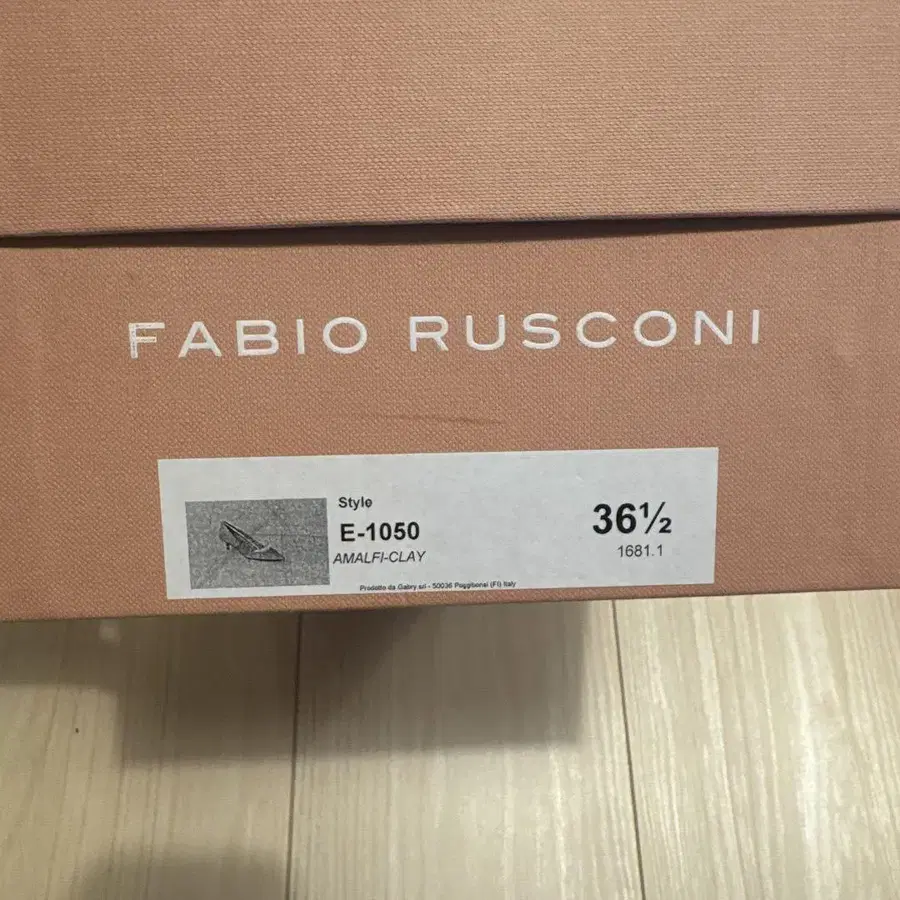 FABIO RUSCONI
Style
E-1050
AMALFI-CLAY
36½
1681.1
Prodotto da Gabry srl - 50036 Poggibonsi (FI) Italy